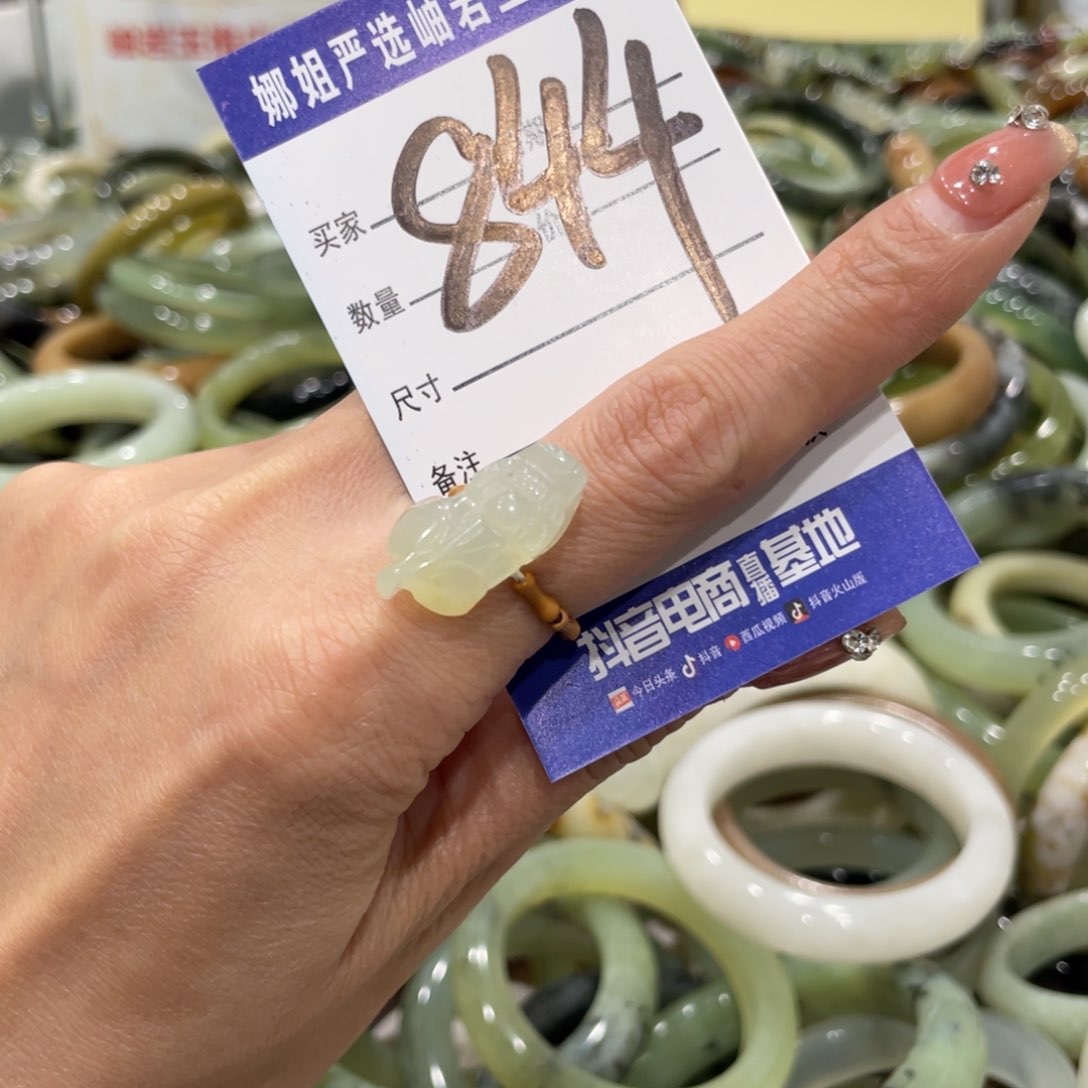 娜姐严选岫岩玉
844
买家
数量
尺寸
备注
抖音电商直播基地
今日头条 抖音 西瓜视频 抖音火山版